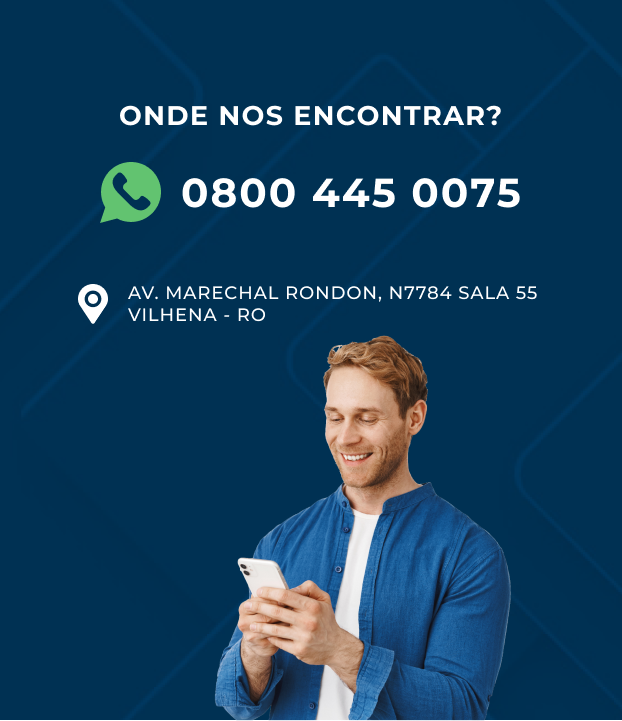 ONDE NOS ENCONTRAR?
0800 445 0075
AV. MARECHAL RONDON, N7784 SALA 55
VILHENA - RO